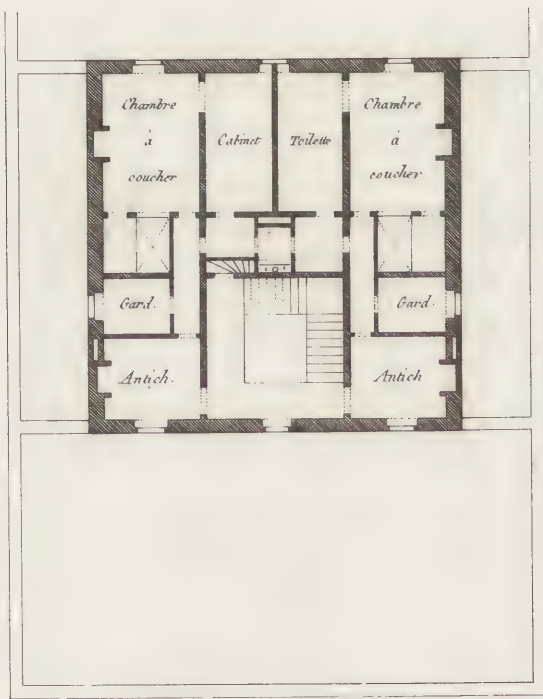 Chambre
à
coucher
Cabinet
Toilette
Chambre
à
coucher
Gard.
Gard.
Antich.
Antich